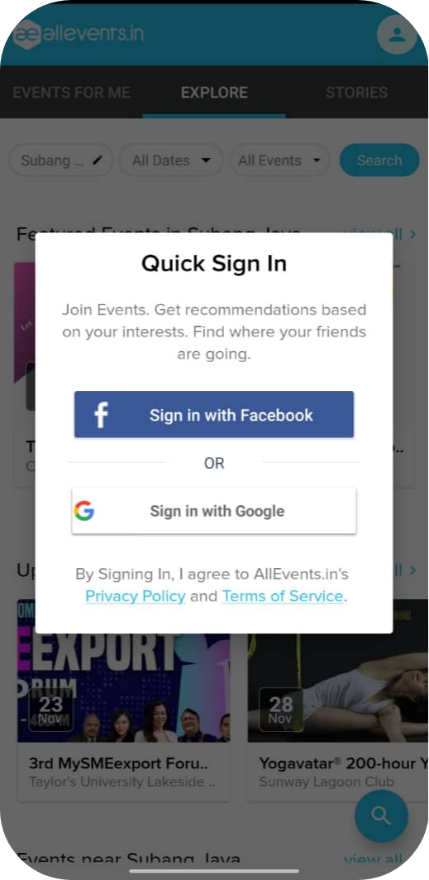 allevents.in
EVENTS FOR ME EXPLORE STORIES
Subang ... All Dates All Events Search
Featured Events in Subang Jaya view all >
Quick Sign In
Join Events. Get recommendations based
on your interests. Find where your friends
are going.
Sign in with Facebook
OR
Sign in with Google
By Signing In, I agree to AllEvents.in's
Privacy Policy and Terms of Service.
EXPORT
23
Nov
28
Nov
3rd MySMEexport Foru.. Yogavatar® 200-hour Y
Taylor's University Lakeside .. Sunway Lagoon Club
Events near Subang Jaya view all